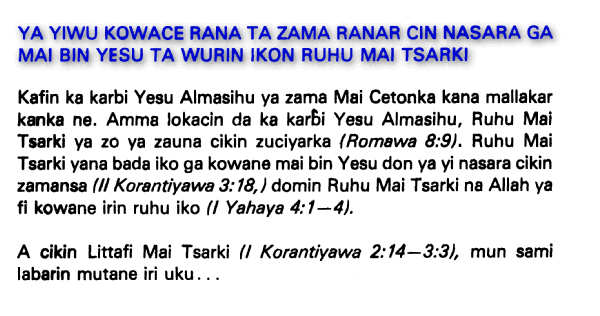 YA YIWU KOWACE RANA TA ZAMA RANAR CIN NASARA GA
MAI BIN YESU TA WURIN IKON RUHU MAI TSARKI
Kafin ka karbi Yesu Almasihu ya zama Mai Cetonka kana mallakar
kanka ne. Amma lokacin da ka karɓi Yesu Almasihu, Ruhu Mai
Tsarki ya zo ya zauna cikin zuciyarka (Romawa 8:9). Ruhu Mai
Tsarki yana bada iko ga kowane mai bin Yesu don ya yi nasara cikin
zamansa (II Korantiyawa 3:18,) domin Ruhu Mai Tsarki na Allah ya
fi kowane irin ruhu iko (I Yahaya 4:1—4).
A cikin Littafi Mai Tsarki (I Korantiyawa 2:14—3:3), mun sami
labarin mutane iri uku...